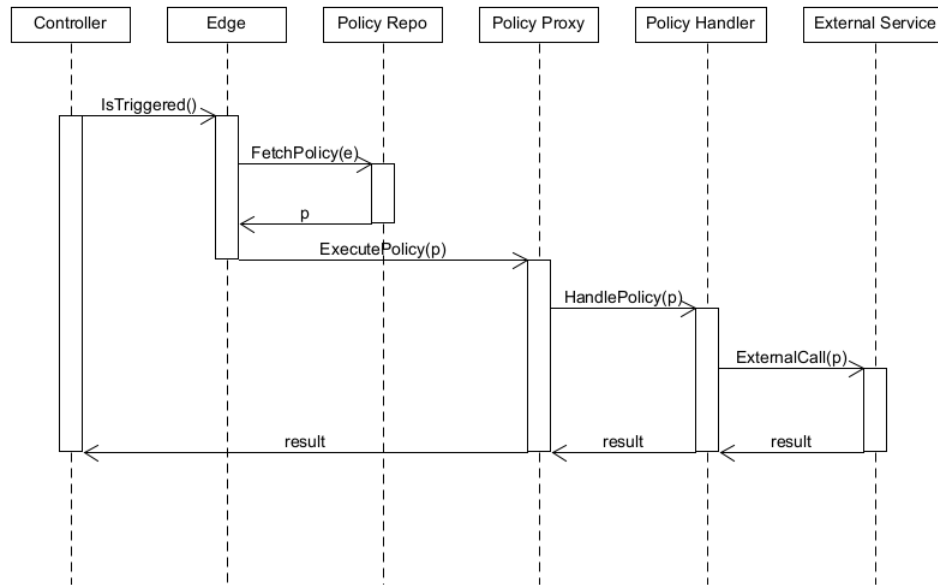 Controller
Edge
Policy Repo
Policy Proxy
Policy Handler
External Service
IsTriggered()
FetchPolicy(e)
p
ExecutePolicy(p)
HandlePolicy(p)
ExternalCall(p)
result
result
result